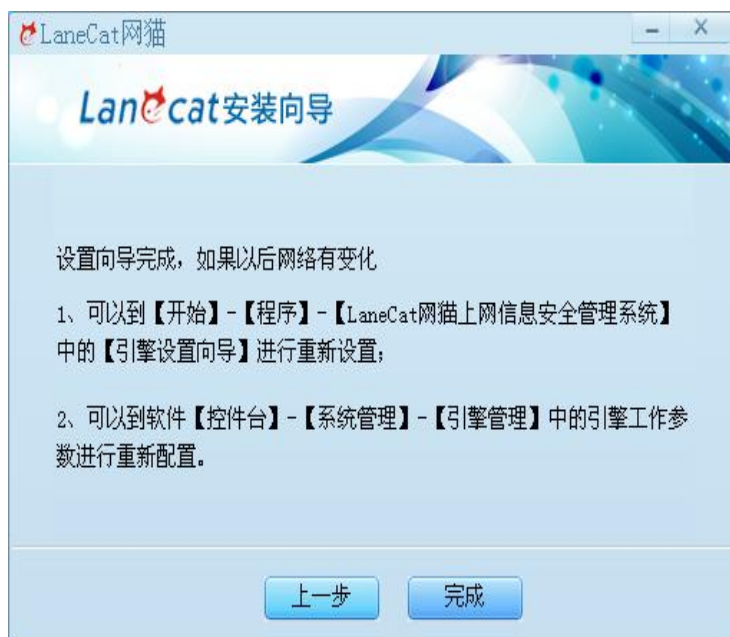 LaneCat网猫
Lanecat安装向导
设置向导完成，如果以后网络有变化
1、可以到【开始】-【程序】-【LaneCat网猫上网信息安全管理系统】
中的【引擎设置向导】进行重新设置；
2、可以到软件【控件台】-【系统管理】-【引擎管理】中的引擎工作参
数进行重新配置。
上一步
完成